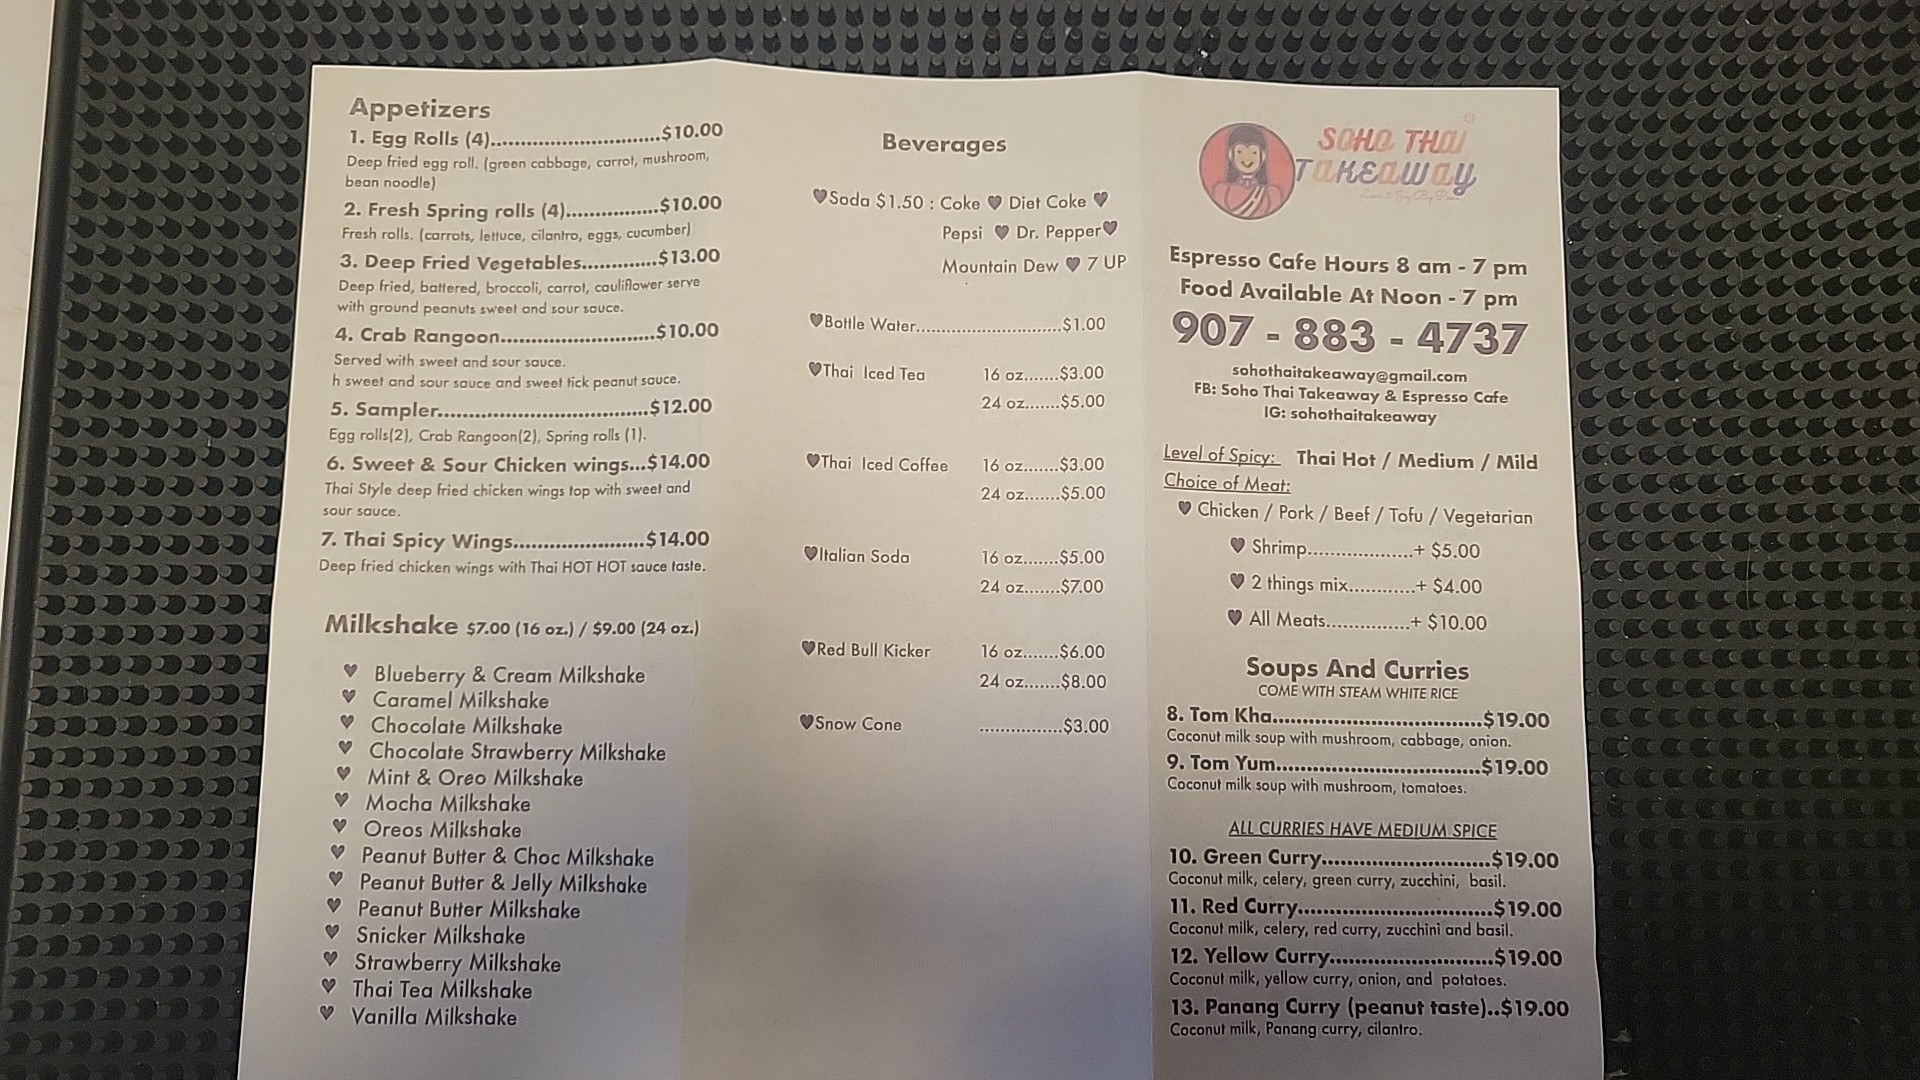 Appetizers
1. Egg Rolls (4)............................$10.00
Deep fried egg roll. (green cabbage, carrot, mushroom,
bean noodle)
2. Fresh Spring rolls (4)................$10.00
Fresh rolls. (carrots, lettuce, cilantro, eggs, cucumber)
3. Deep Fried Vegetables.............$13.00
Deep fried, battered, broccoli, carrot, cauliflower serve
with ground peanuts sweet and sour sauce.
4. Crab Rangoon..........................$10.00
Served with sweet and sour sauce.
h sweet and sour sauce and sweet tick peanut sauce.
5. Sampler...................................$12.00
Egg rolls(2), Crab Rangoon(2), Spring rolls (1).
6. Sweet & Sour Chicken wings...$14.00
Thai Style deep fried chicken wings top with sweet and
sour sauce.
7. Thai Spicy Wings......................$14.00
Deep fried chicken wings with Thai HOT HOT sauce taste.
Milkshake $7.00 (16 oz.) / $9.00 (24 oz.)
♥ Blueberry & Cream Milkshake
♥ Caramel Milkshake
♥ Chocolate Milkshake
♥ Chocolate Strawberry Milkshake
♥ Mint & Oreo Milkshake
♥ Mocha Milkshake
♥ Oreos Milkshake
♥ Peanut Butter & Choc Milkshake
♥ Peanut Butter & Jelly Milkshake
♥ Peanut Butter Milkshake
♥ Snicker Milkshake
♥ Strawberry Milkshake
♥ Thai Tea Milkshake
♥ Vanilla Milkshake
Beverages
♥Soda $1.50 : Coke ♥ Diet Coke ♥
Pepsi ♥ Dr. Pepper♥
Mountain Dew ♥ 7 UP
♥Bottle Water.............................$1.00
♥Thai Iced Tea 16 oz.......$3.00
24 oz.......$5.00
♥Thai Iced Coffee 16 oz.......$3.00
24 oz.......$5.00
♥Italian Soda 16 oz.......$5.00
24 oz.......$7.00
♥Red Bull Kicker 16 oz.......$6.00
24 oz.......$8.00
♥Snow Cone ................$3.00
SOHO THAI
TAKEAWAY
Espresso Cafe Hours 8 am - 7 pm
Food Available At Noon - 7 pm
907 - 883 - 4737
sohothaitakeaway@gmail.com
FB: Soho Thai Takeaway & Espresso Cafe
IG: sohothaitakeaway
Level of Spicy: Thai Hot / Medium / Mild
Choice of Meat:
♥ Chicken / Pork / Beef / Tofu / Vegetarian
♥ Shrimp...................+ $5.00
♥ 2 things mix............+ $4.00
♥ All Meats...............+ $10.00
Soups And Curries
COME WITH STEAM WHITE RICE
8. Tom Kha...................................$19.00
Coconut milk soup with mushroom, cabbage, onion.
9. Tom Yum..................................$19.00
Coconut milk soup with mushroom, tomatoes.
ALL CURRIES HAVE MEDIUM SPICE
10. Green Curry............................$19.00
Coconut milk, celery, green curry, zucchini, basil.
11. Red Curry................................$19.00
Coconut milk, celery, red curry, zucchini and basil.
12. Yellow Curry...........................$19.00
Coconut milk, yellow curry, onion, and potatoes.
13. Panang Curry (peanut taste)..$19.00
Coconut milk, Panang curry, cilantro.